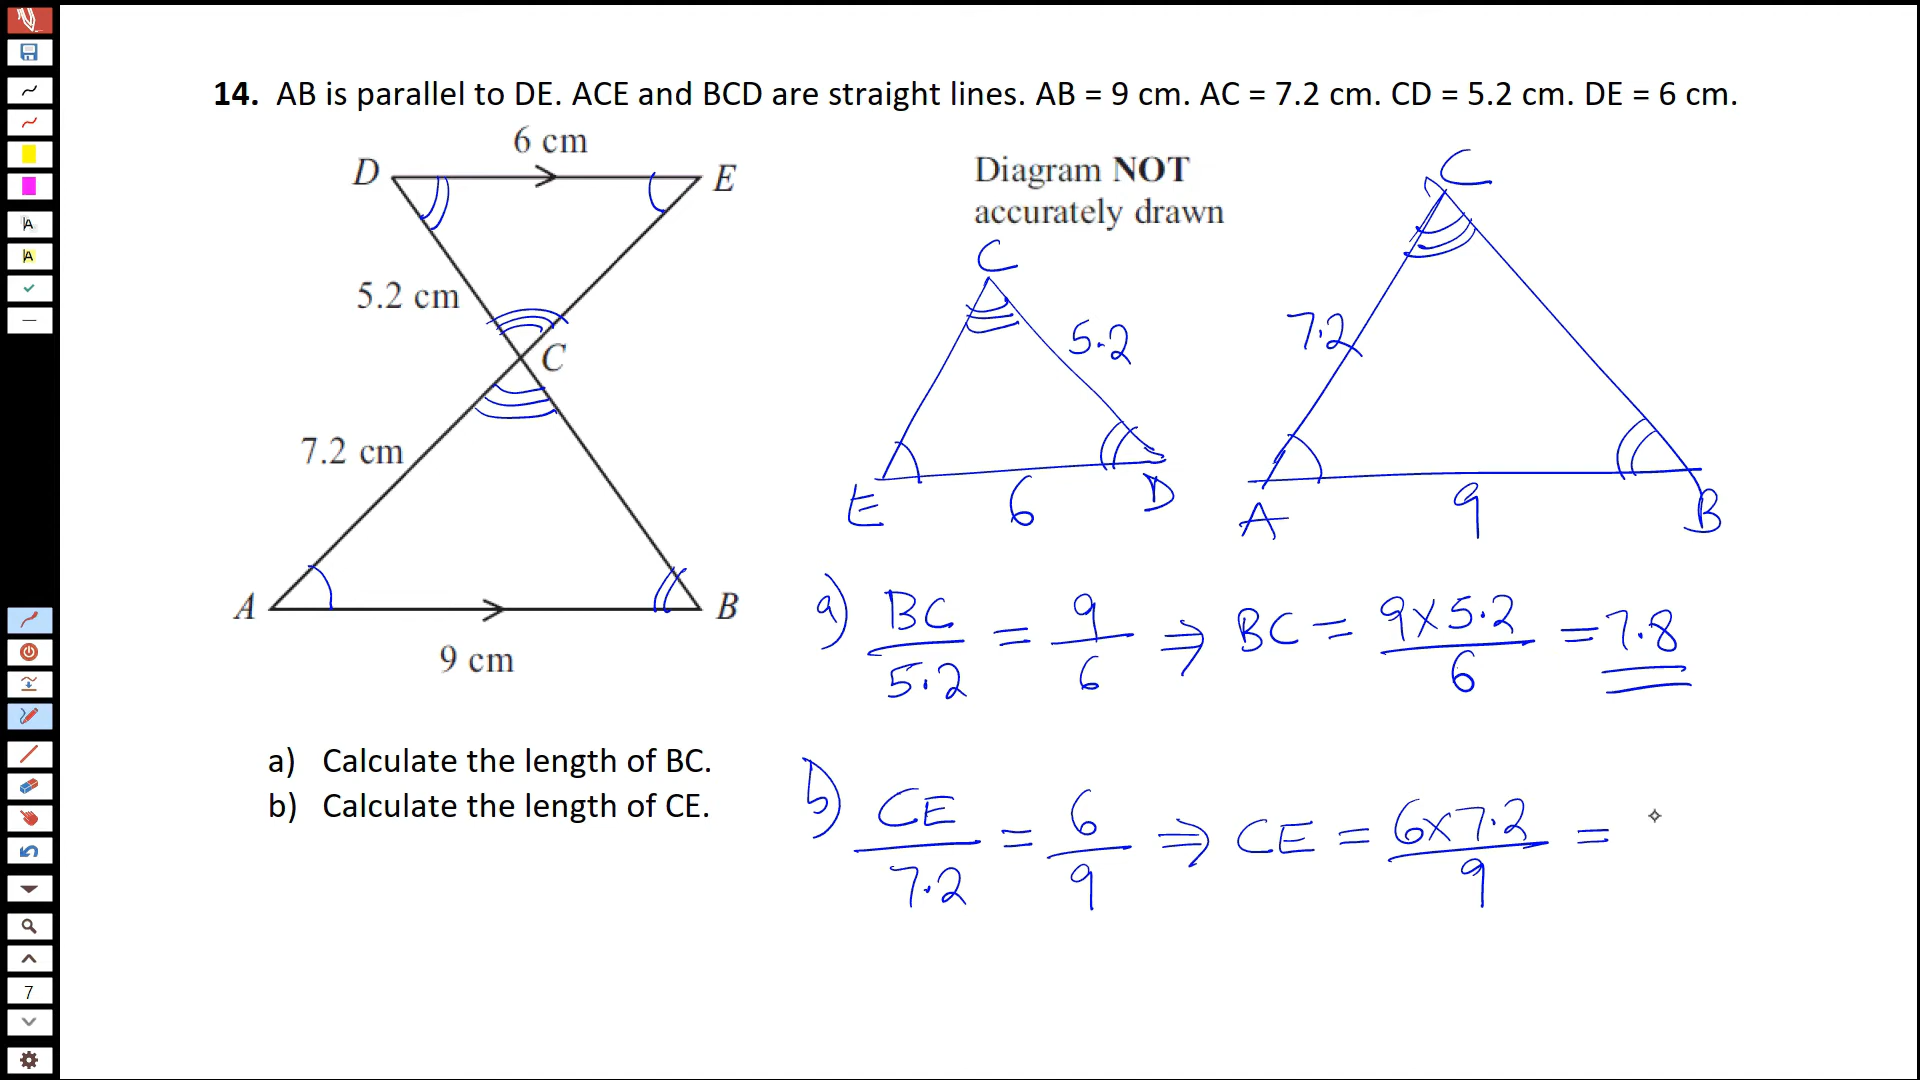 14. AB is parallel to DE. ACE and BCD are straight lines. AB = 9 cm. AC = 7.2 cm. CD = 5.2 cm. DE = 6 cm.
6 cm
D
E
5.2 cm
C
7.2 cm
A
B
9 cm
Diagram NOT
accurately drawn
C
5.2
E
6
D
C
7.2
A
9
B
a) BC/5.2 = 9/6 ⇒ BC = 9×5.2/6 = 7.8
a) Calculate the length of BC.
b) Calculate the length of CE.
b) CE/7.2 = 6/9 ⇒ CE = 6×7.2/9 =
A
A
7